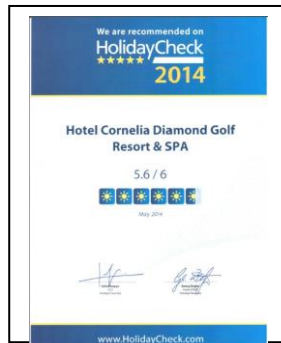 We are recommended on
HolidayCheck
2014
Hotel Cornelia Diamond Golf
Resort & SPA
5.6 / 6
May 2014
www.HolidayCheck.com